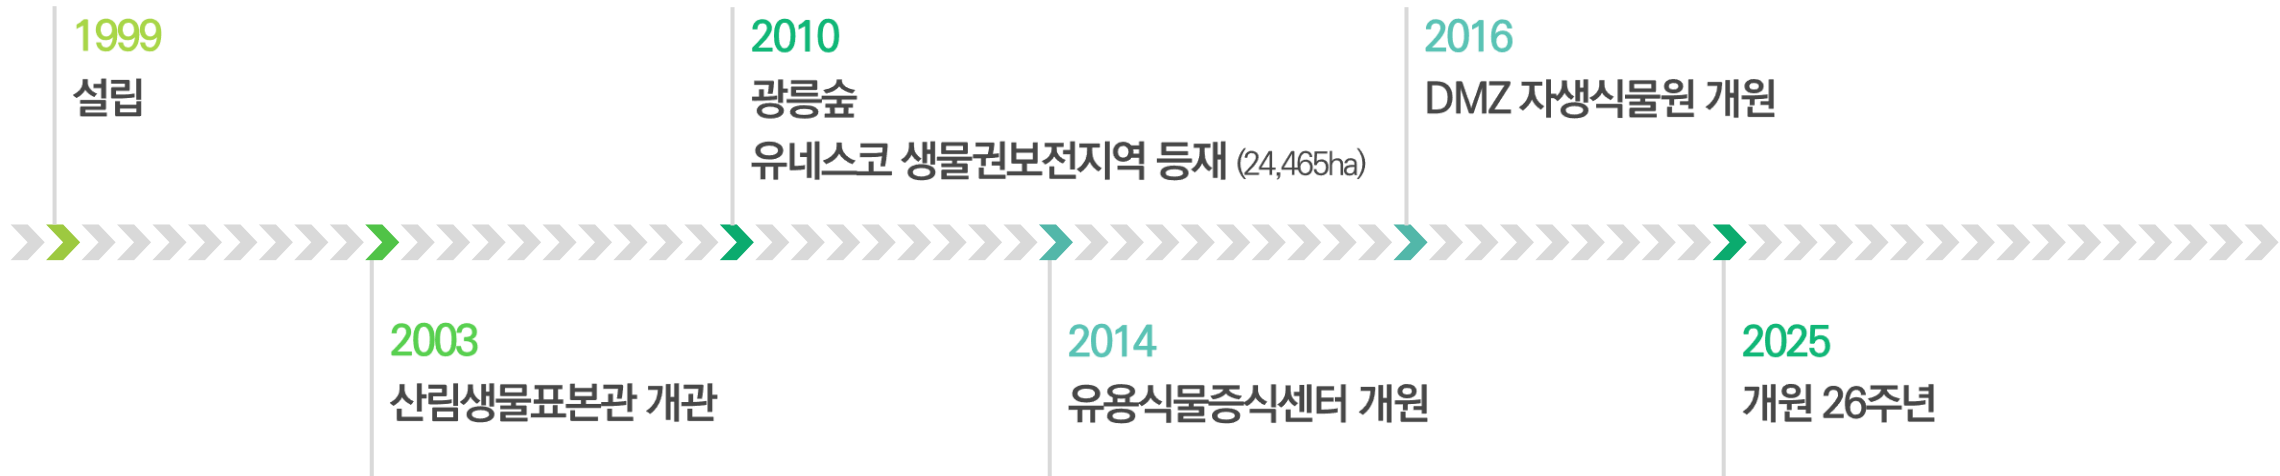 1999
설립
2003
산림생물표본관 개관
2010
광릉숲
유네스코 생물권보전지역 등재 (24,465ha)
2014
유용식물증식센터 개원
2016
DMZ 자생식물원 개원
2025
개원 26주년